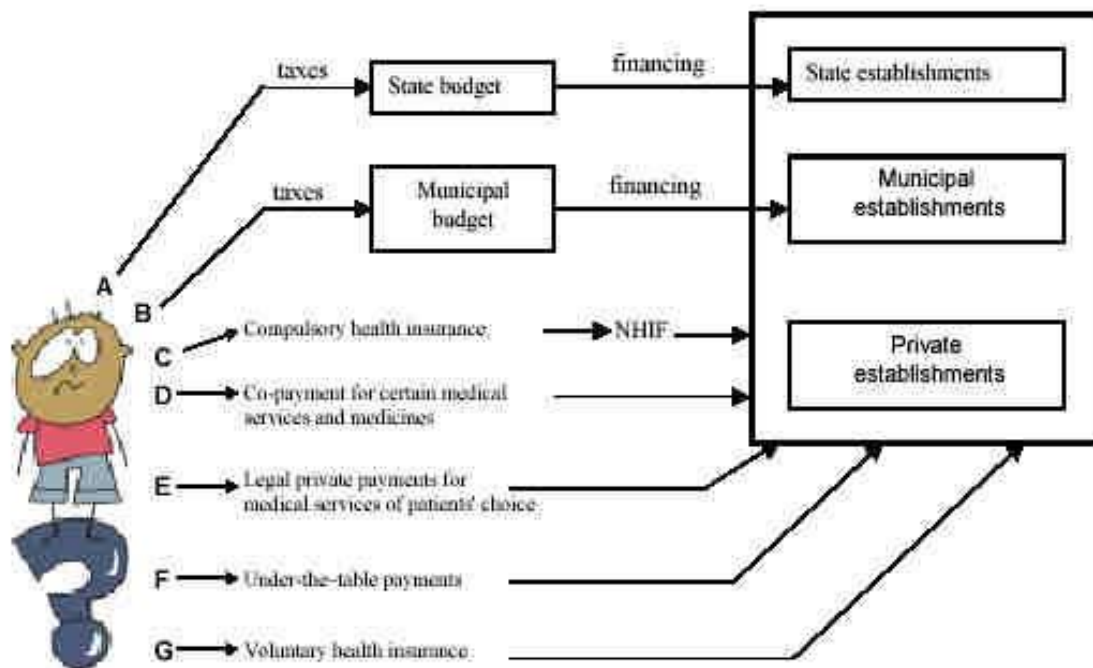 taxes
State budget
financing
State establishments
taxes
Municipal
budget
financing
Municipal
establishments
A
B
C
Compulsory health insurance
NHIF
Private
establishments
D
Co-payment for certain medical
services and medicines
E
Legal private payments for
medical services of patients' choice
F
Under-the-table payments
G
Voluntary health insurance